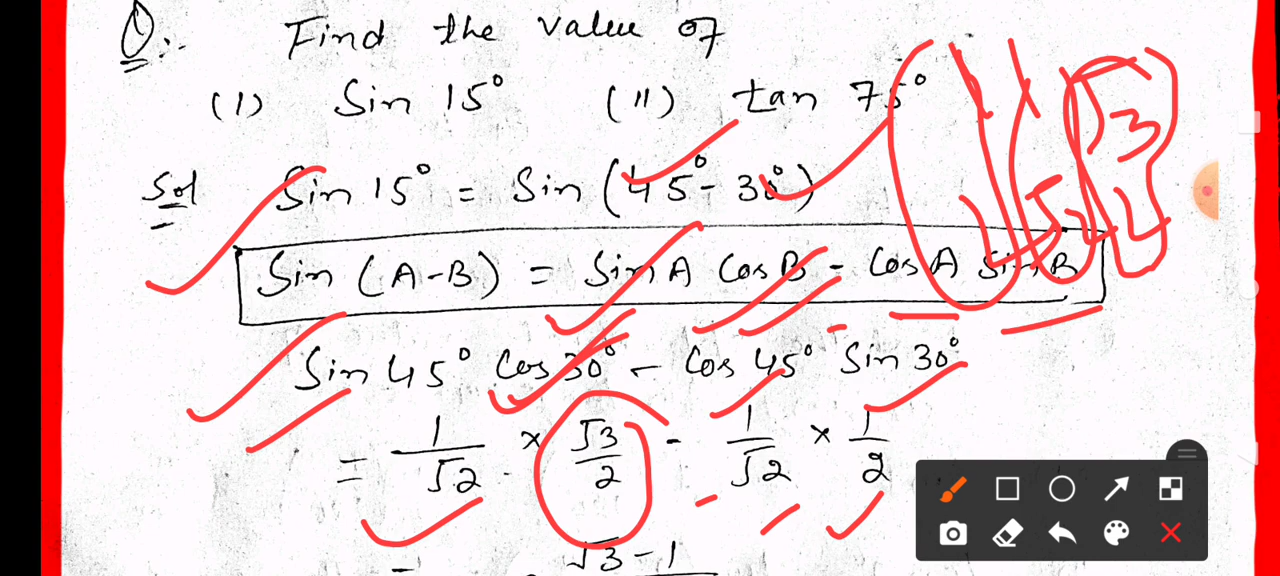 Q:. Find the value of
(I) Sin 15° (II) tan 75°
Sol Sin 15° = Sin (45° - 30°)
Sin (A-B) = Sin A Cos B - Cos A Sin B
Sin 45° Cos 30° - Cos 45° Sin 30°
= 1/√2 × √3/2 - 1/√2 × 1/2
= √3 - 1
√3
2